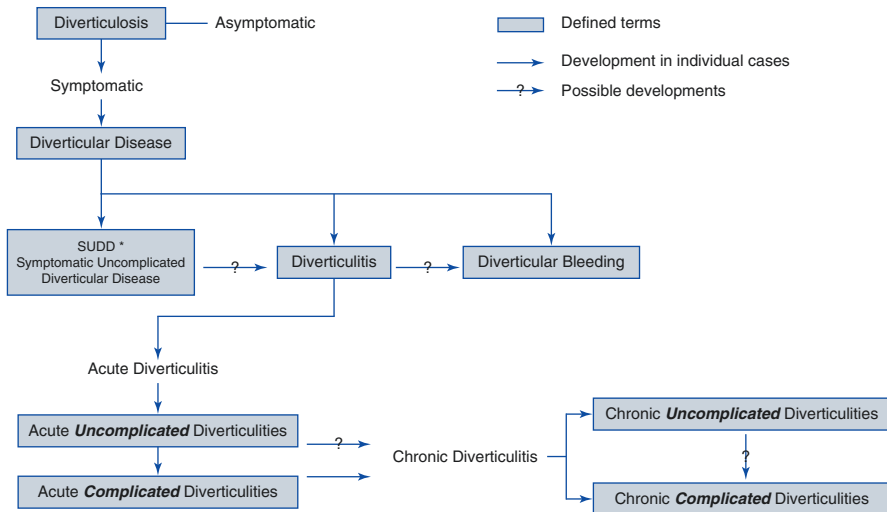 Diverticulosis
Asymptomatic
Defined terms
Development in individual cases
Symptomatic
?
Possible developments
Diverticular Disease
SUDD *
Symptomatic Uncomplicated
Diverticular Disease
?
Diverticulitis
?
Diverticular Bleeding
Acute Diverticulitis
Acute Uncomplicated Diverticulities
?
Chronic Diverticulitis
Acute Complicated Diverticulities
Chronic Uncomplicated Diverticulities
?
Chronic Complicated Diverticulities